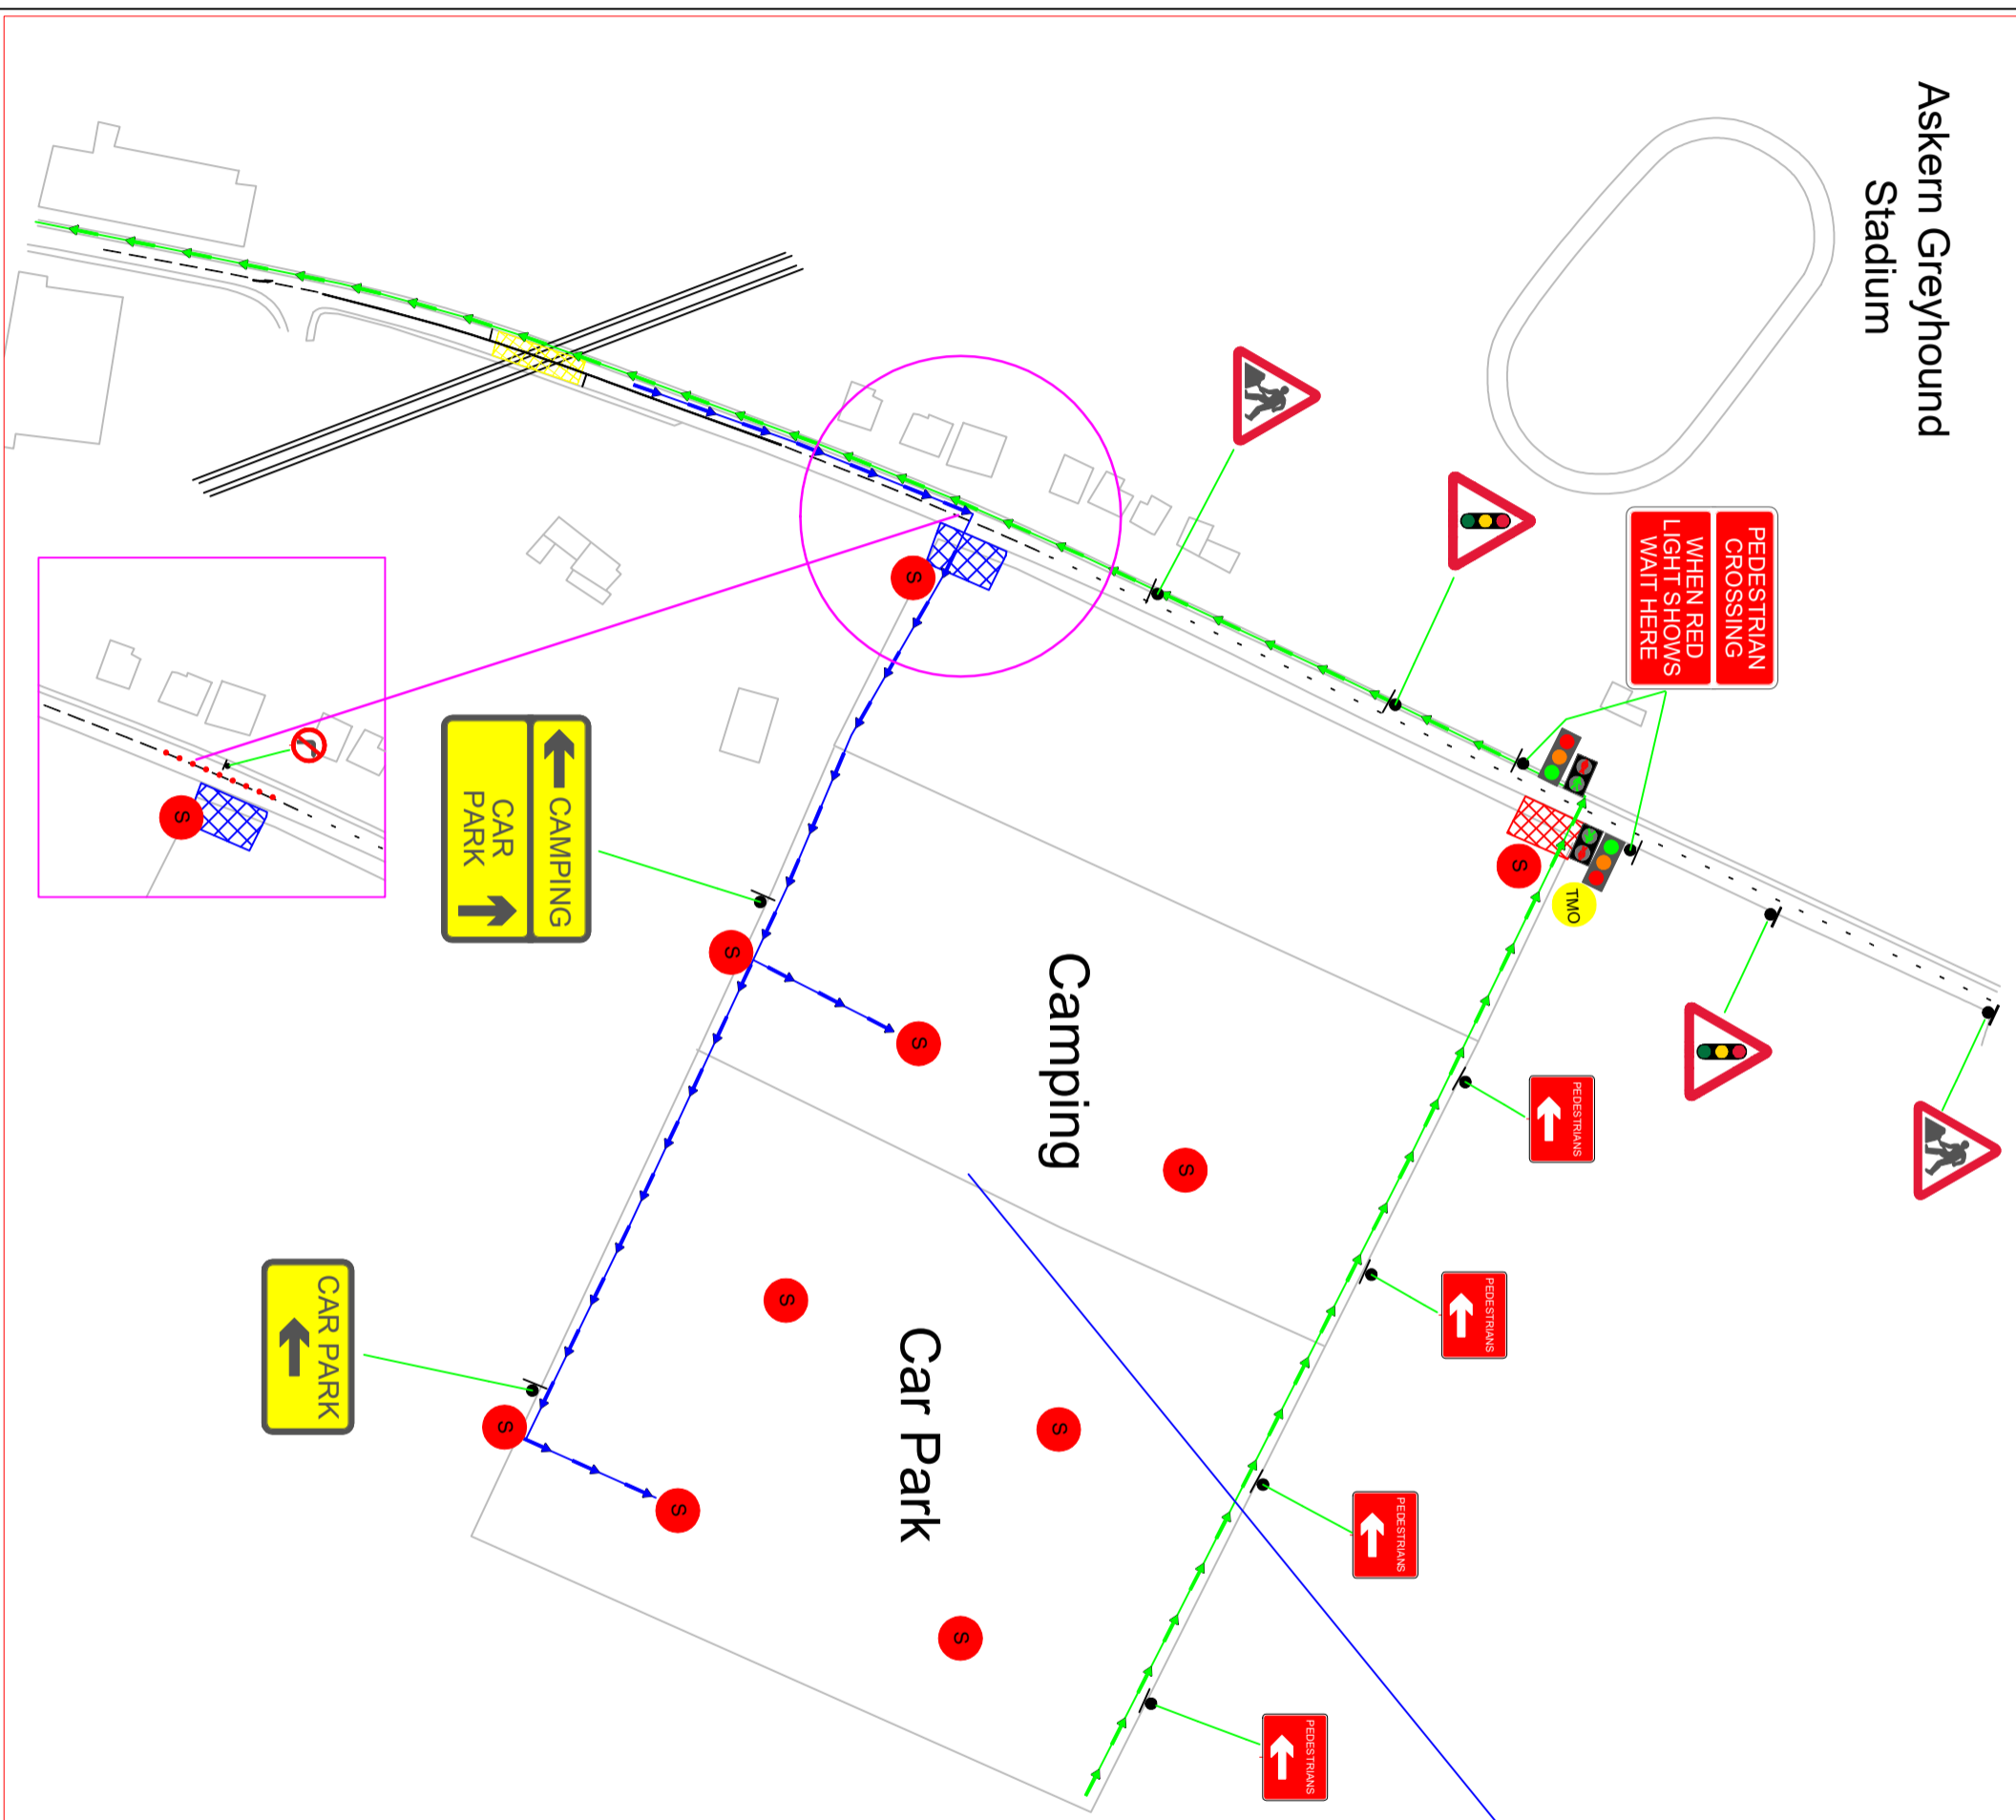 Askern Greyhound
Stadium
PEDESTRIAN
CROSSING
WHEN RED
LIGHT SHOWS
WAIT HERE
S
TMO
S
S
CAMPING
CAR
PARK
S
S
Camping
S
PEDESTRIANS
PEDESTRIANS
PEDESTRIANS
PEDESTRIANS
S
S
Car Park
CAR PARK
S
S
S